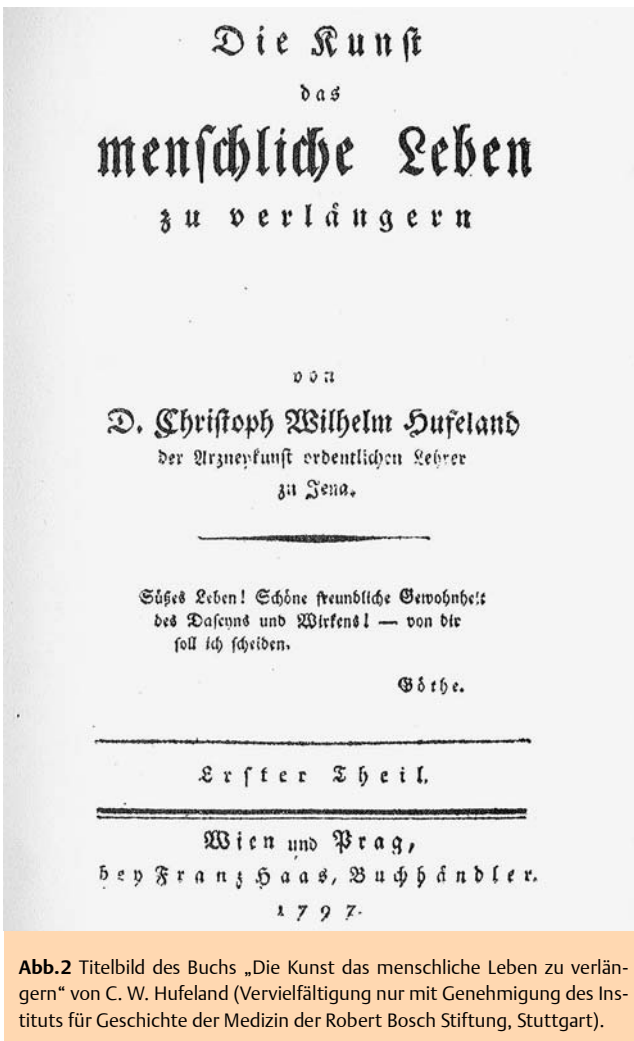 Die Kunst
das
menschliche Leben
zu verlängern
von
D. Christoph Wilhelm Hufeland
der Arzneykunst ordentlichen Lehrer
zu Jena.
Süßes Leben! Schöne freundliche Gewohnheit
des Daseyns und Wirkens! — von dir
soll ich scheiden.
Göthe.
Erster Theil.
Wien und Prag,
bey Franz Haas, Buchhändler.
1797.
Abb.2 Titelbild des Buchs „Die Kunst das menschliche Leben zu verlän-
gern“ von C. W. Hufeland (Vervielfältigung nur mit Genehmigung des Ins-
tituts für Geschichte der Medizin der Robert Bosch Stiftung, Stuttgart).